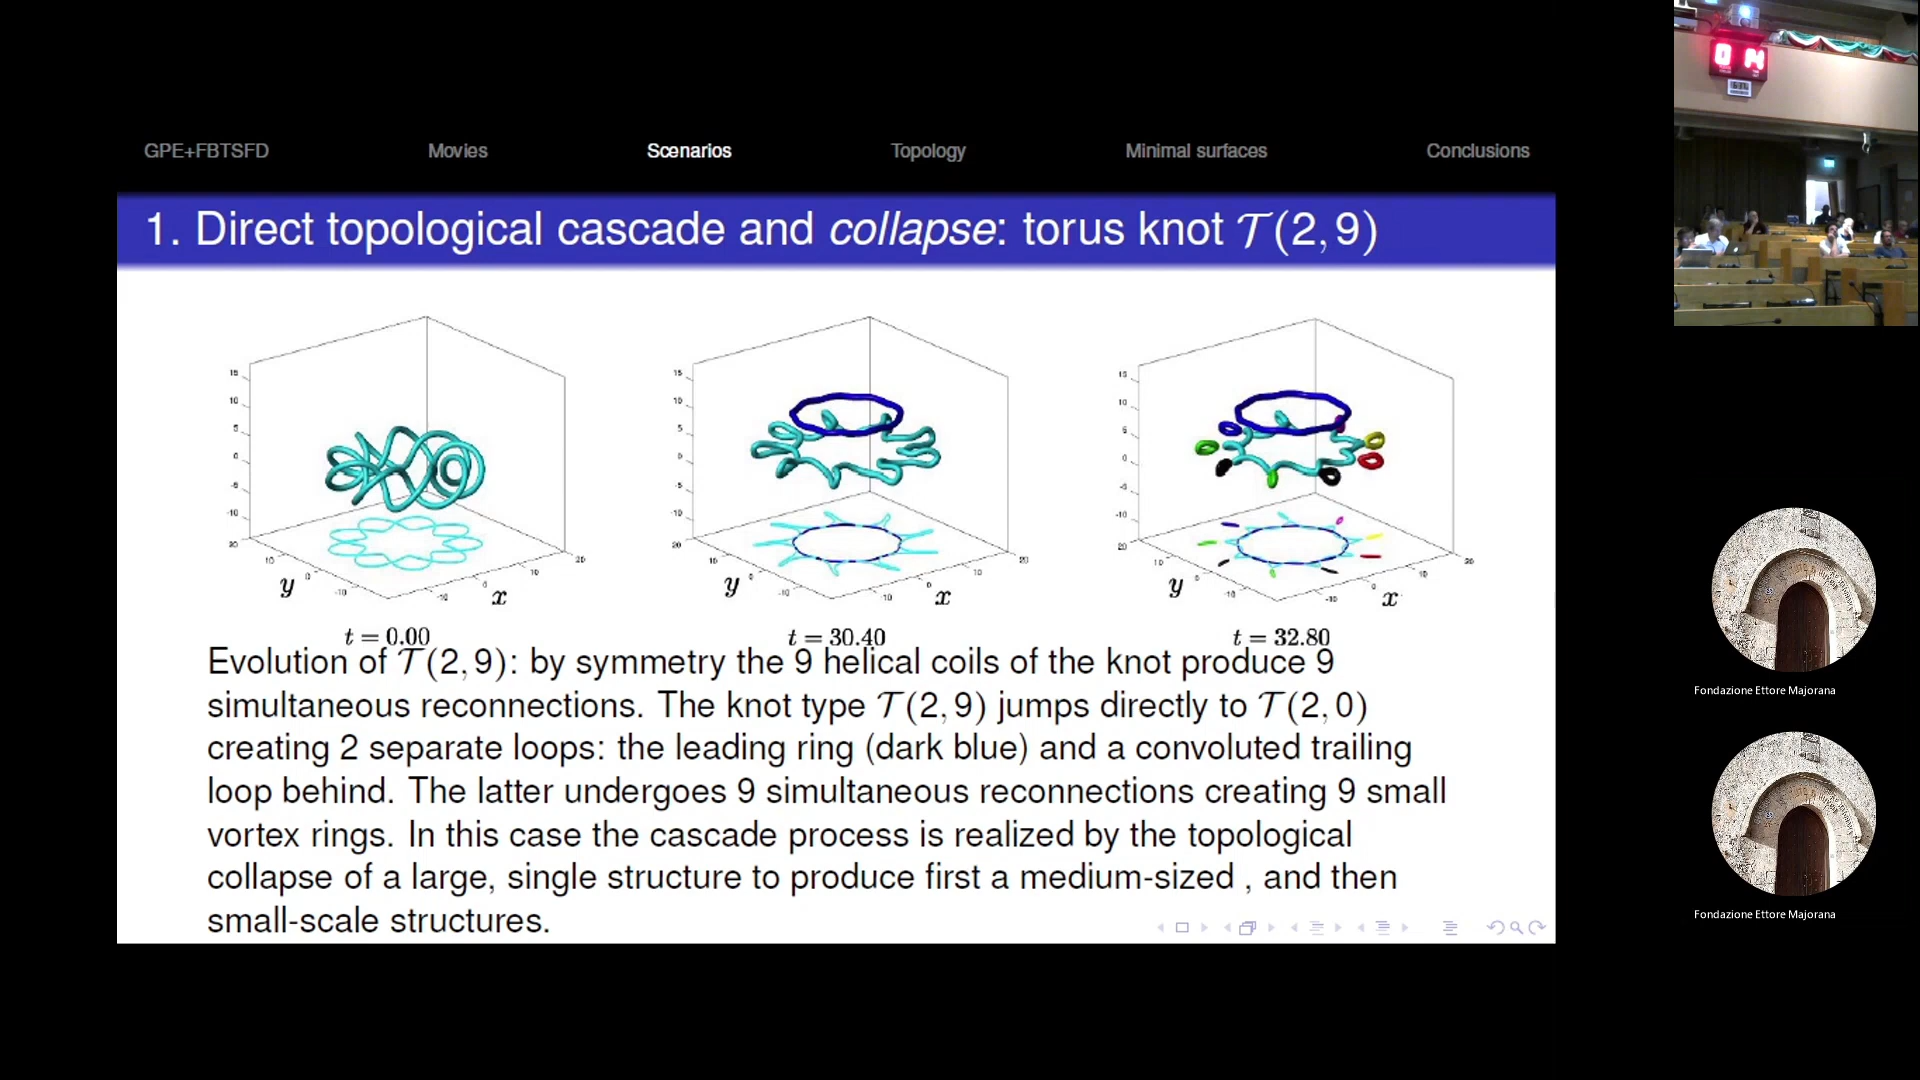 GPE+FBTSFD Movies Scenarios Topology Minimal surfaces Conclusions
1. Direct topological cascade and collapse: torus knot 𝒯(2, 9)
t = 0.00 t = 30.40 t = 32.80
y x y x y x
Evolution of 𝒯(2, 9): by symmetry the 9 helical coils of the knot produce 9
simultaneous reconnections. The knot type 𝒯(2, 9) jumps directly to 𝒯(2, 0)
creating 2 separate loops: the leading ring (dark blue) and a convoluted trailing
loop behind. The latter undergoes 9 simultaneous reconnections creating 9 small
vortex rings. In this case the cascade process is realized by the topological
collapse of a large, single structure to produce first a medium-sized , and then
small-scale structures.
Fondazione Ettore Majorana
Fondazione Ettore Majorana